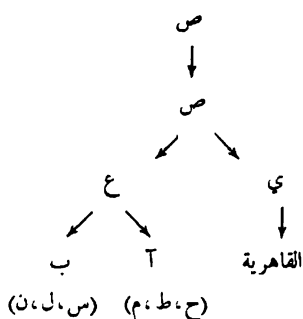 ص
ص
ع ي
ب آ القاهرية
(س،ل،ن) (ح،ط،م)